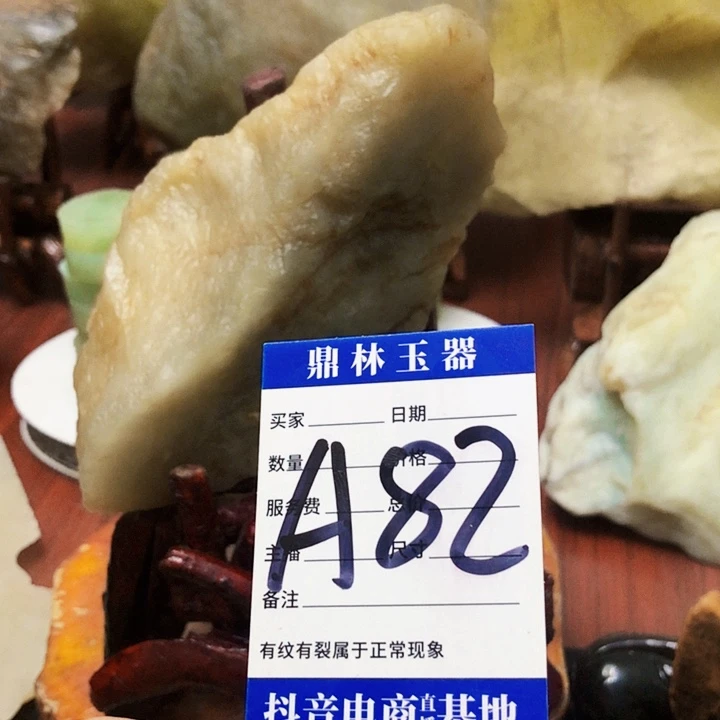 鼎林玉器
买家 日期
数量 价格
服务费 总价
主播 尺寸
A82
备注
有纹有裂属于正常现象
抖音电商直播基地